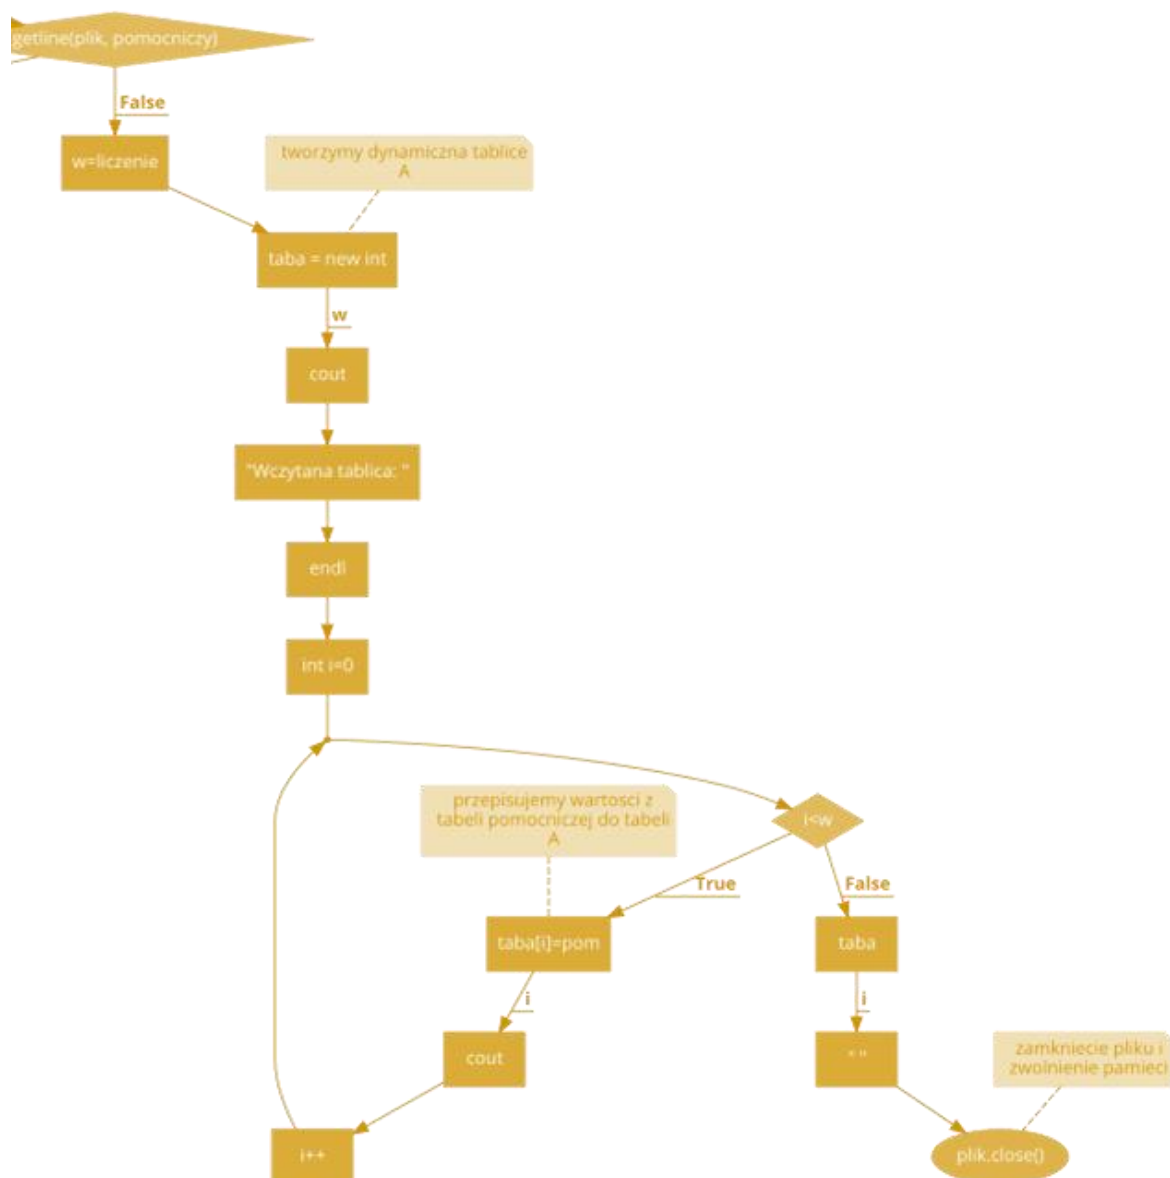 getline(plik, pomocniczy)
False
w=liczenie
tworzymy dynamiczna tablice
A
taba = new int
w
cout
"Wczytana tablica: "
endl
int i=0
i<w
przepisujemy wartosci z
tabeli pomocniczej do tabeli
A
True
False
taba[i]=pom
taba
i
i
cout
" "
zamkniecie pliku i
zwolnienie pamieci
i++
plik.close()